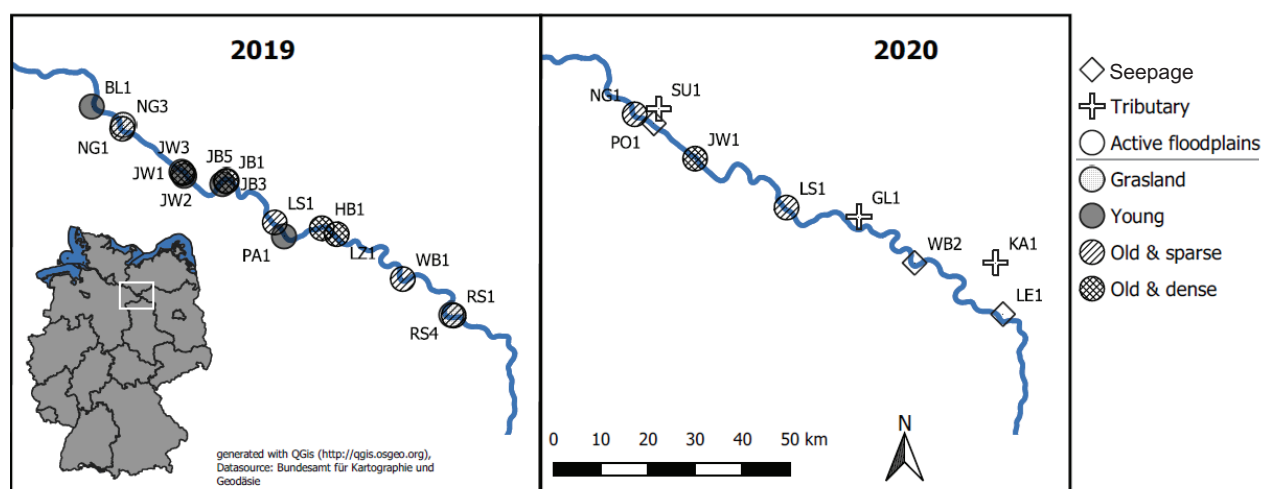 2019
BL1
NG3
NG1
JW3
JW1
JW2
JB5
JB1
JB3
LS1
PA1
HB1
LZ1
WB1
RS1
RS4
generated with QGis (http://qgis.osgeo.org),
Datasource: Bundesamt für Kartographie und
Geodäsie
2020
NG1
SU1
PO1
JW1
LS1
GL1
WB2
KA1
LE1
0 10 20 30 40 50 km
N
Seepage
Tributary
Active floodplains
Grasland
Young
Old & sparse
Old & dense